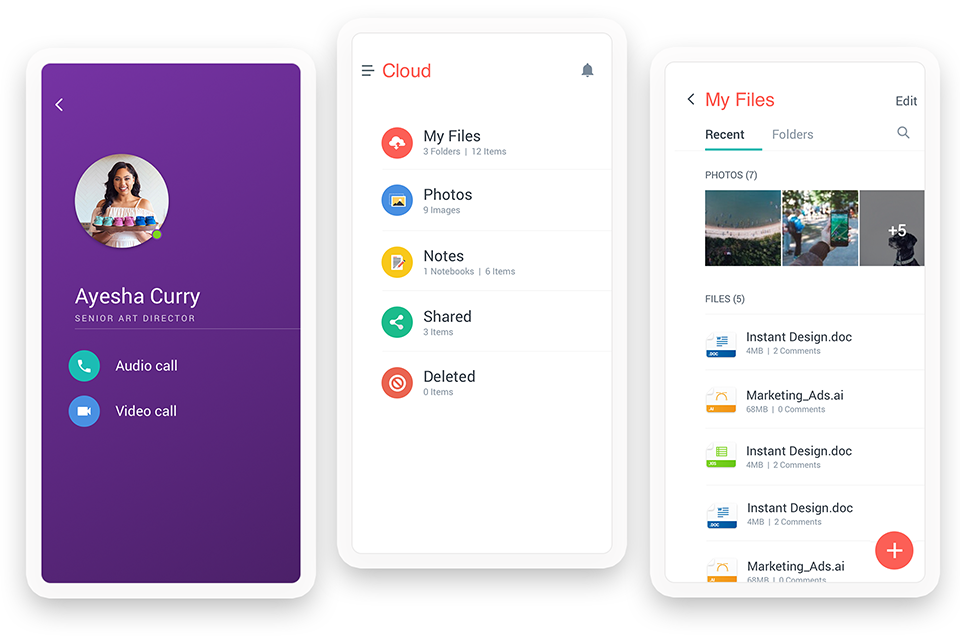 Ayesha Curry
SENIOR ART DIRECTOR
Audio call
Video call
Cloud
My Files
3 Folders | 12 Items
Photos
9 Images
Notes
1 Notebooks | 6 Items
Shared
3 Items
Deleted
0 Items
My Files
Edit
Recent Folders
PHOTOS (7)
+5
FILES (5)
Instant Design.doc
.DOC
4MB | 2 Comments
Marketing_Ads.ai
.AI
68MB | 0 Comments
Instant Design.doc
4MB | 2 Comments
Instant Design.doc
.DOC
4MB | 2 Comments
Marketing_Ads.ai
68MB | 0 Comments